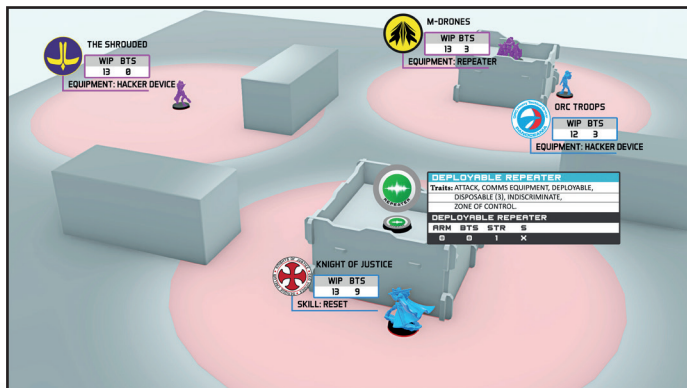 THE SHROUDED
WIP BTS
13 0
EQUIPMENT: HACKER DEVICE
M-DRONES
WIP BTS
13 3
EQUIPMENT: REPEATER
ORC TROOPS
WIP BTS
12 3
EQUIPMENT: HACKER DEVICE
REPEATER
DEPLOYABLE REPEATER
Traits: ATTACK, COMMS EQUIPMENT, DEPLOYABLE,
DISPOSABLE (3), INDISCRIMINATE,
ZONE OF CONTROL.
DEPLOYABLE REPEATER
ARM BTS STR S
0 0 1 X
KNIGHT OF JUSTICE
WIP BTS
13 9
SKILL: RESET